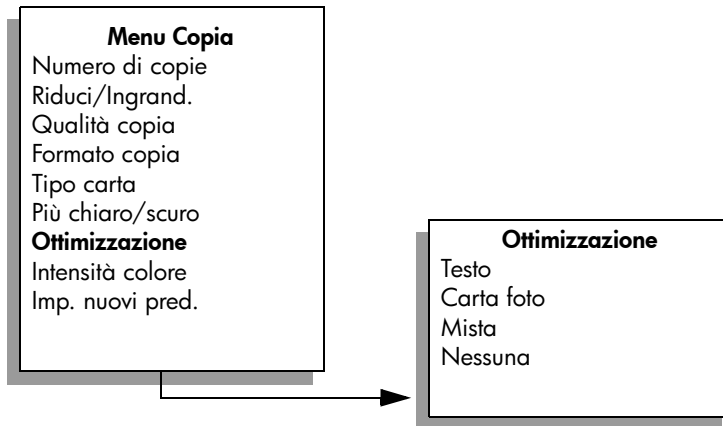 Menu Copia
Numero di copie
Riduci/Ingrand.
Qualità copia
Formato copia
Tipo carta
Più chiaro/scuro
Ottimizzazione
Intensità colore
Imp. nuovi pred.
Ottimizzazione
Testo
Carta foto
Mista
Nessuna